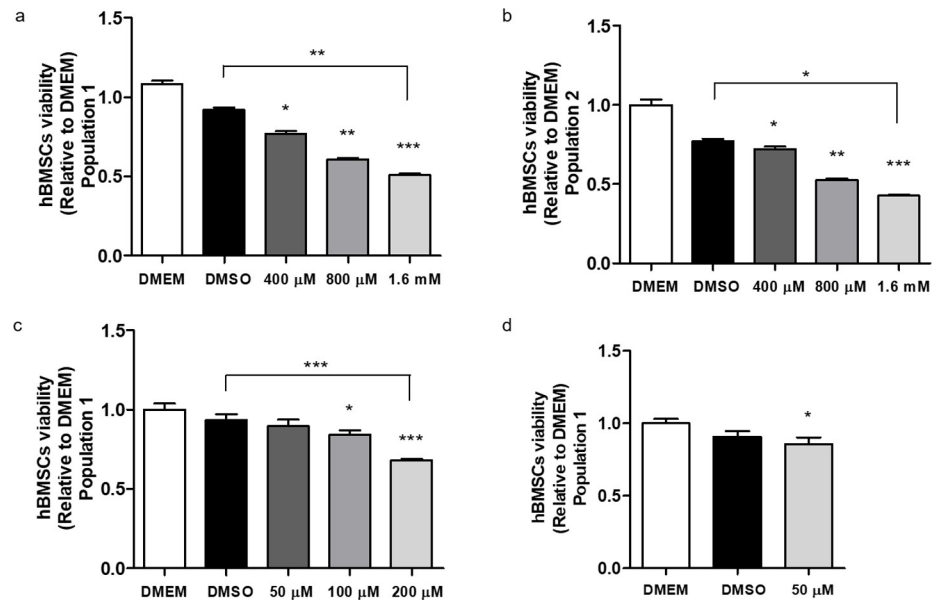 a
hBMSCs viability
(Relative to DMEM)
Population 1
1.5
1.0
0.5
0.0
**
*
**
***
DMEM DMSO 400 μM 800 μM 1.6 mM
b
hBMSCs viability
(Relative to DMEM)
Population 2
1.5
1.0
0.5
0.0
*
*
**
***
DMEM DMSO 400 μM 800 μM 1.6 mM
c
hBMSCs viability
(Relative to DMEM)
Population 1
1.5
1.0
0.5
0.0
***
*
***
DMEM DMSO 50 μM 100 μM 200 μM
d
hBMSCs viability
(Relative to DMEM)
Population 1
1.5
1.0
0.5
0.0
*
DMEM DMSO 50 μM